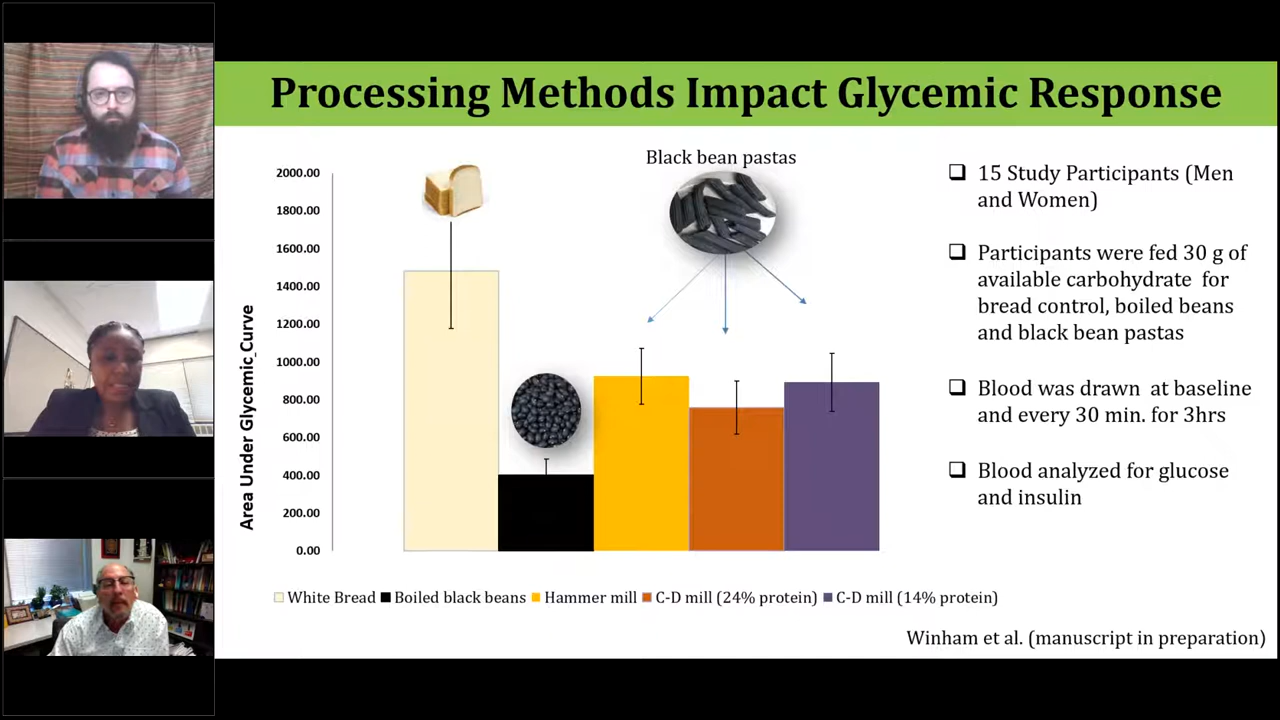 Processing Methods Impact Glycemic Response
Black bean pastas
2000.00
1800.00
1600.00
1400.00
1200.00
1000.00
800.00
600.00
400.00
200.00
0.00
Area Under Glycemic_Curve
White Bread Boiled black beans Hammer mill C-D mill (24% protein) C-D mill (14% protein)
15 Study Participants (Men
and Women)
Participants were fed 30 g of
available carbohydrate for
bread control, boiled beans
and black bean pastas
Blood was drawn at baseline
and every 30 min. for 3hrs
Blood analyzed for glucose
and insulin
Winham et al. (manuscript in preparation)